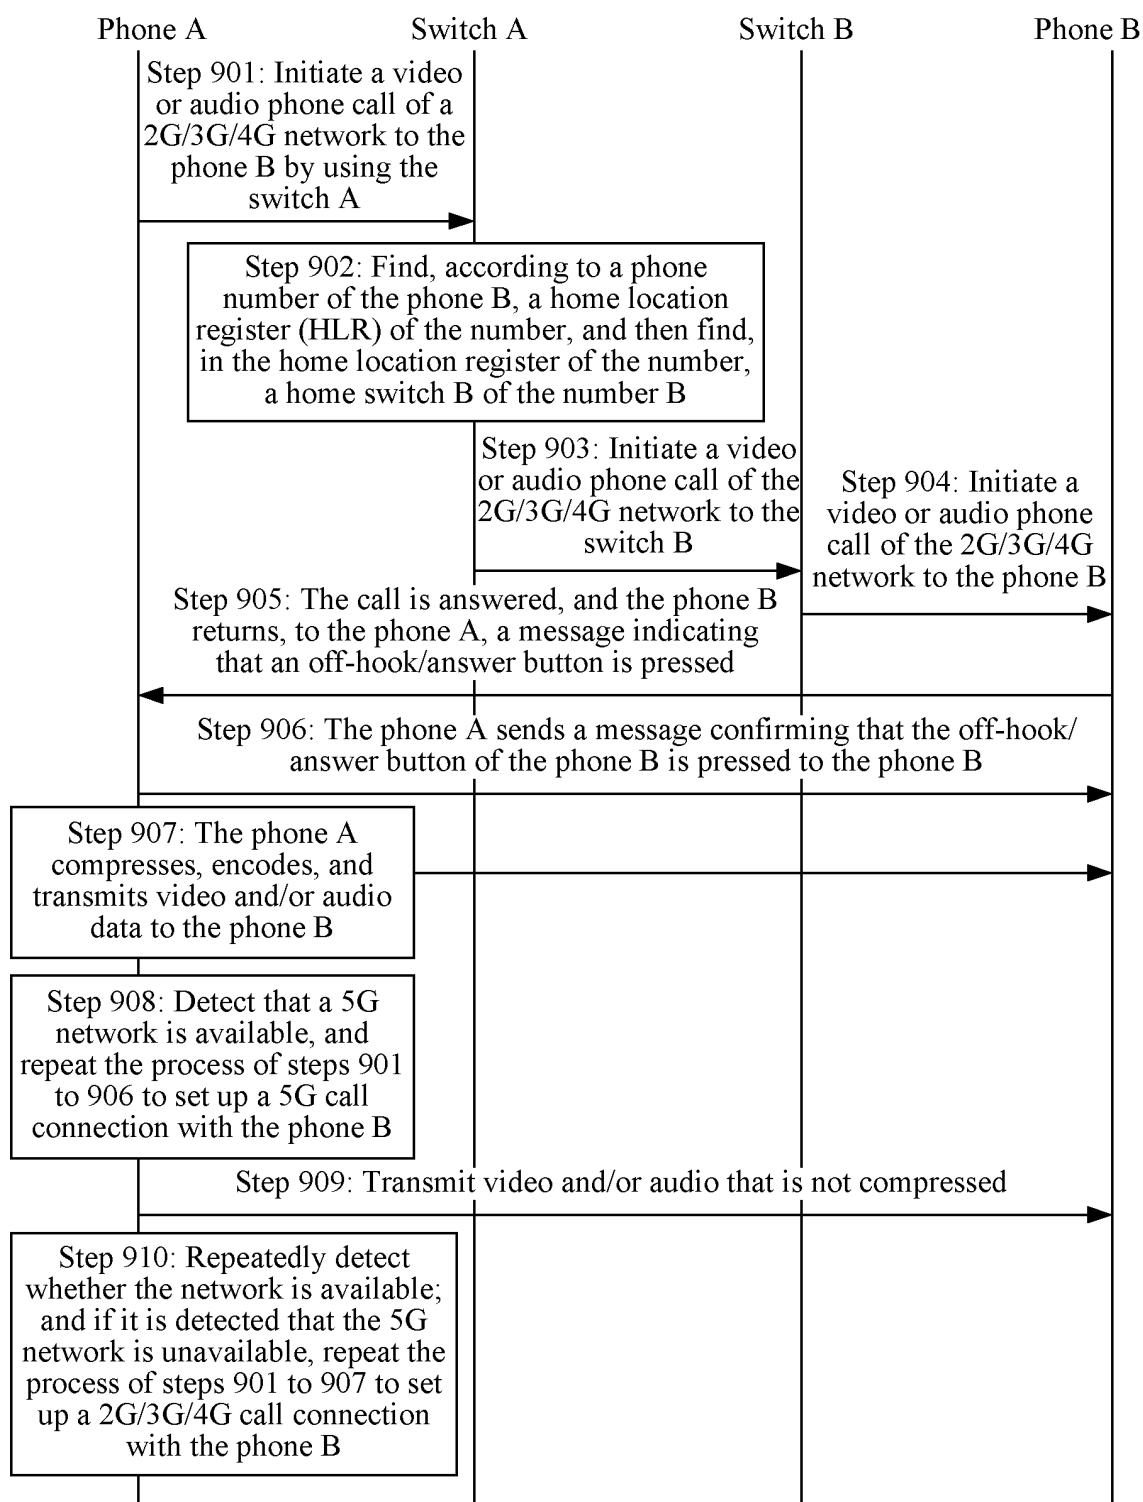 Phone A
Switch A
Switch B
Phone B
Step 901: Initiate a video
or audio phone call of a
2G/3G/4G network to the
phone B by using the
switch A
Step 902: Find, according to a phone
number of the phone B, a home location
register (HLR) of the number, and then find,
in the home location register of the number,
a home switch B of the number B
Step 903: Initiate a video
or audio phone call of the
2G/3G/4G network to the
switch B
Step 904: Initiate a
video or audio phone
call of the 2G/3G/4G
network to the phone B
Step 905: The call is answered, and the phone B
returns, to the phone A, a message indicating
that an off-hook/answer button is pressed
Step 906: The phone A sends a message confirming that the off-hook/
answer button of the phone B is pressed to the phone B
Step 907: The phone A
compresses, encodes, and
transmits video and/or audio
data to the phone B
Step 908: Detect that a 5G
network is available, and
repeat the process of steps 901
to 906 to set up a 5G call
connection with the phone B
Step 909: Transmit video and/or audio that is not compressed
Step 910: Repeatedly detect
whether the network is available;
and if it is detected that the 5G
network is unavailable, repeat the
process of steps 901 to 907 to set
up a 2G/3G/4G call connection
with the phone B